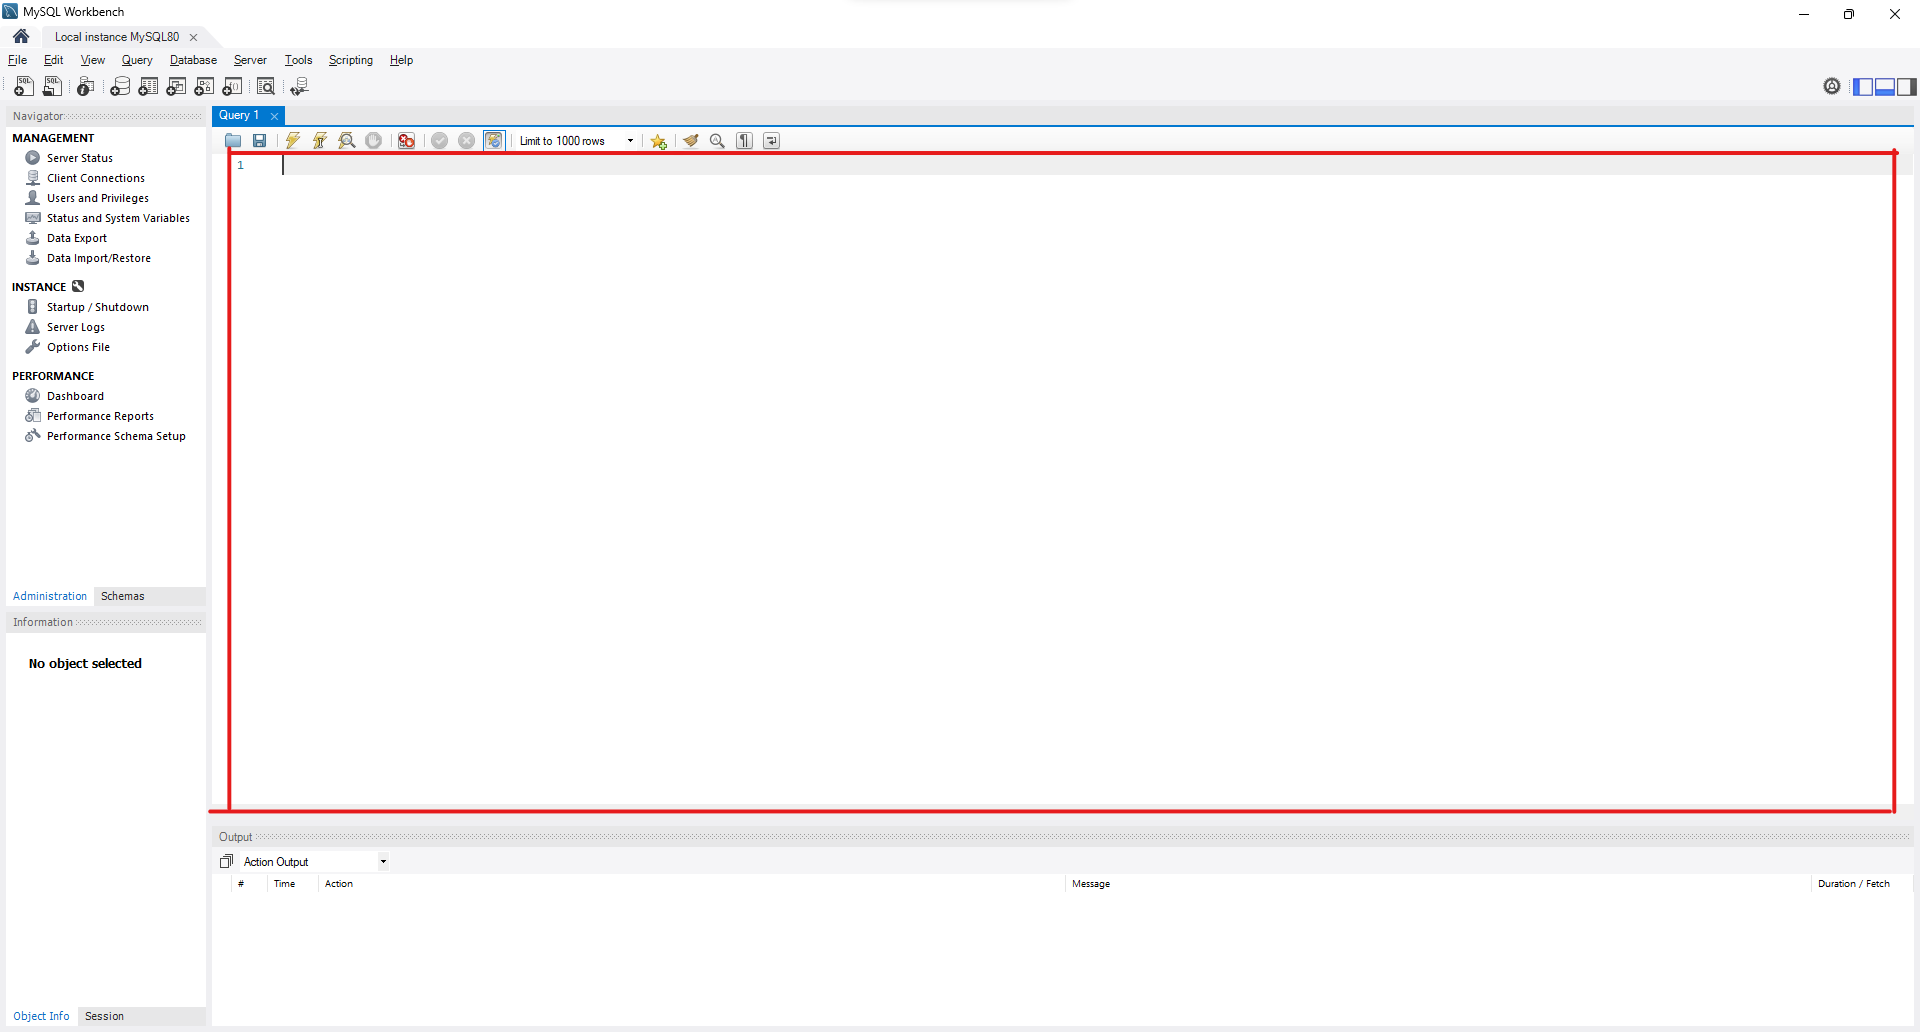 MySQL Workbench
Local instance MySQL80
File Edit View Query Database Server Tools Scripting Help
Navigator
MANAGEMENT
Server Status
Client Connections
Users and Privileges
Status and System Variables
Data Export
Data Import/Restore
INSTANCE
Startup / Shutdown
Server Logs
Options File
PERFORMANCE
Dashboard
Performance Reports
Performance Schema Setup
Administration Schemas
Information
No object selected
Object Info Session
Query 1
Limit to 1000 rows
1
Output
Action Output
# Time Action Message Duration / Fetch